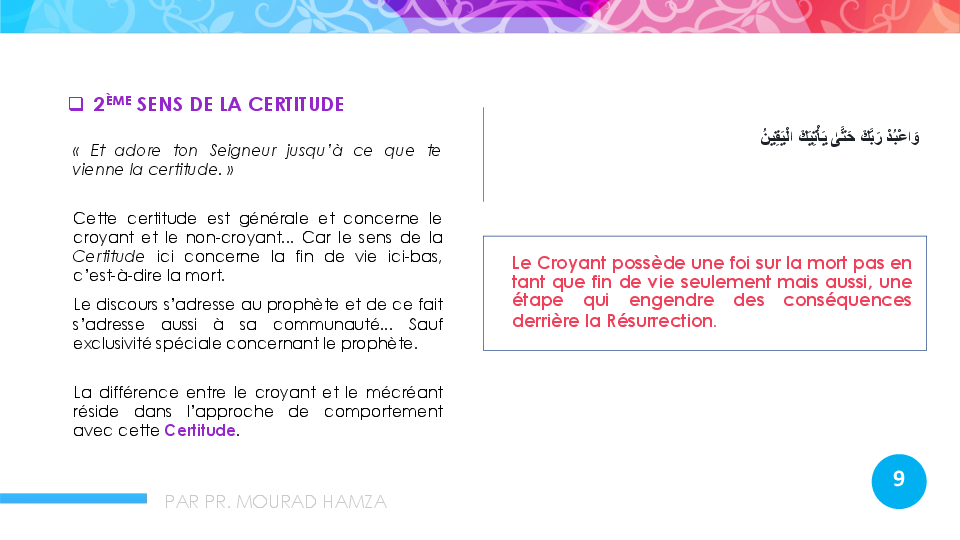 ❑ 2ÈME SENS DE LA CERTITUDE
« Et adore ton Seigneur jusqu’à ce que te
vienne la certitude. »
Cette certitude est générale et concerne le
croyant et le non-croyant... Car le sens de la
Certitude ici concerne la fin de vie ici-bas,
c’est-à-dire la mort.
Le discours s’adresse au prophète et de ce fait
s’adresse aussi à sa communauté... Sauf
exclusivité spéciale concernant le prophète.
La différence entre le croyant et le mécréant
réside dans l’approche de comportement
avec cette Certitude.
وَاعْبُدْ رَبَّكَ حَتَّىٰ يَأْتِيَكَ الْيَقِينُ
Le Croyant possède une foi sur la mort pas en
tant que fin de vie seulement mais aussi, une
étape qui engendre des conséquences
derrière la Résurrection.
PAR PR. MOURAD HAMZA
9